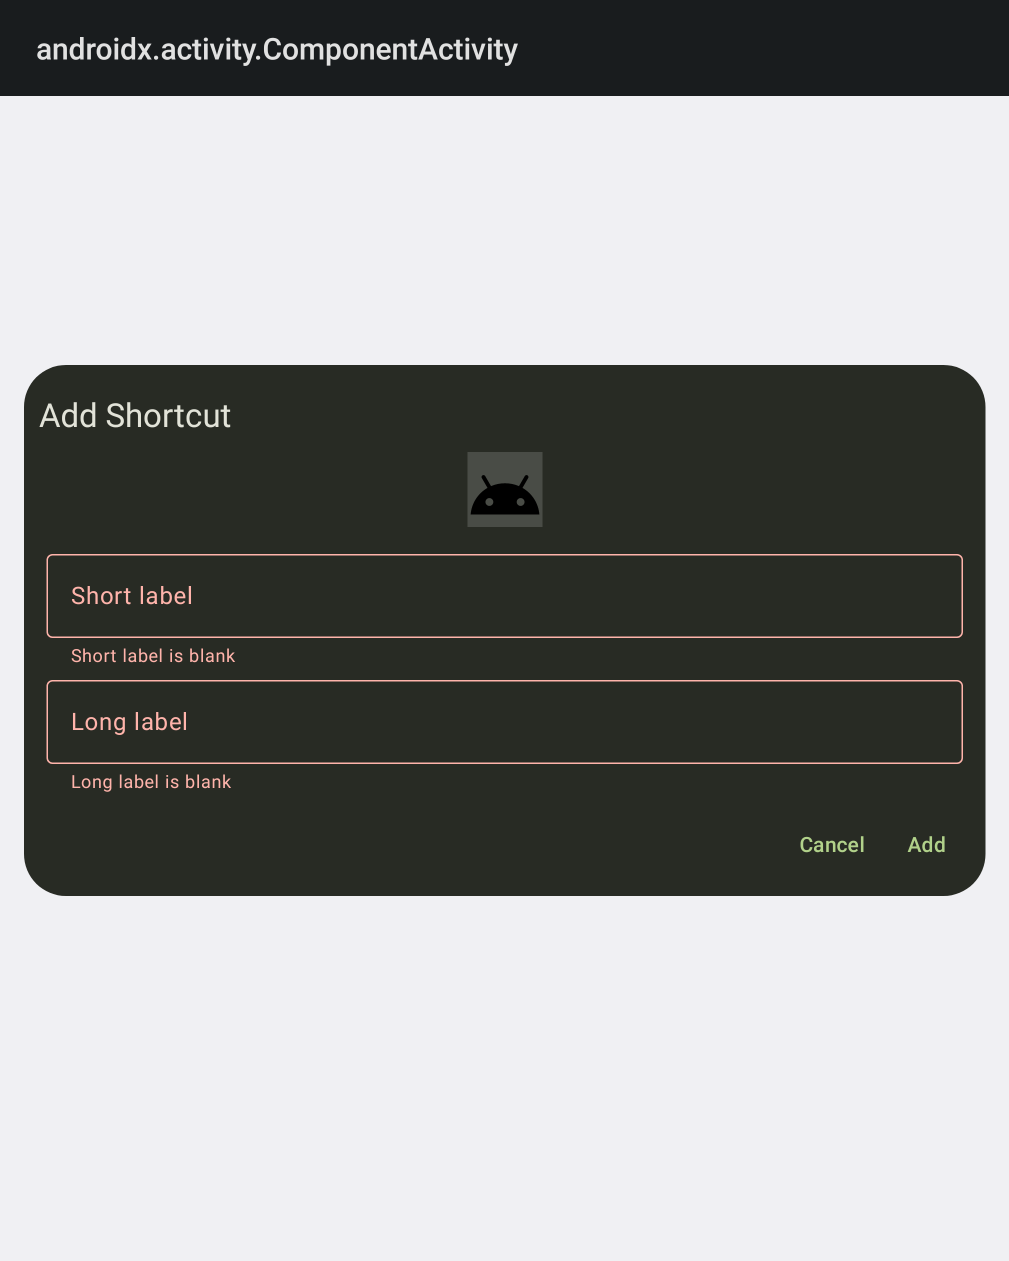 androidx.activity.ComponentActivity
Add Shortcut
Short label
Short label is blank
Long label
Long label is blank
Cancel Add